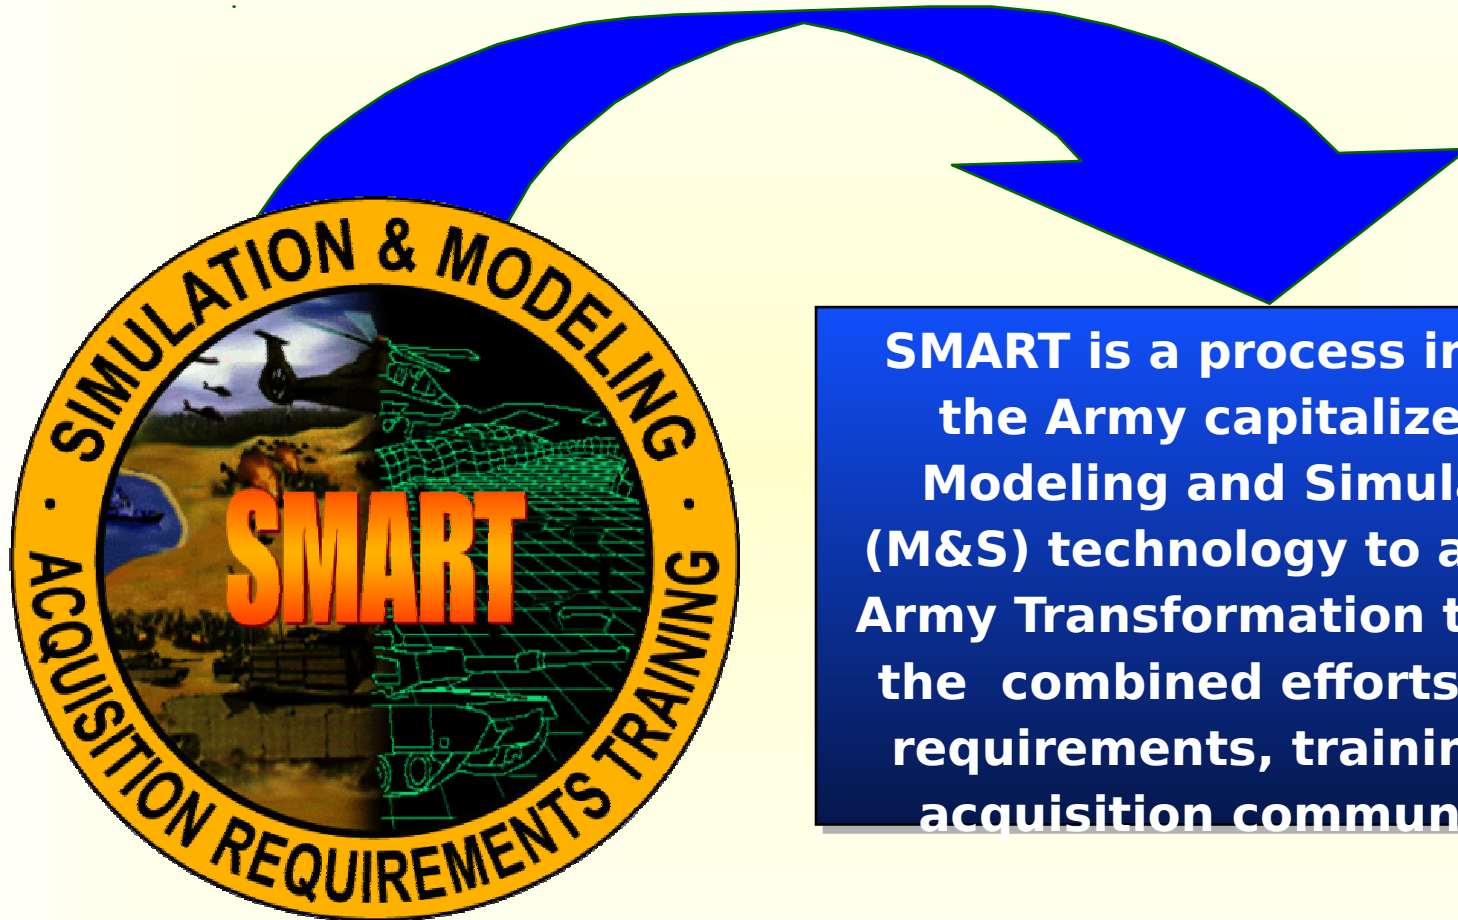 SIMULATION & MODELING
SMART
ACQUISITION REQUIREMENTS TRAINING
SMART is a process in
the Army capitalize
Modeling and Simula
(M&S) technology to a
Army Transformation t
the combined efforts
requirements, trainin
acquisition commun